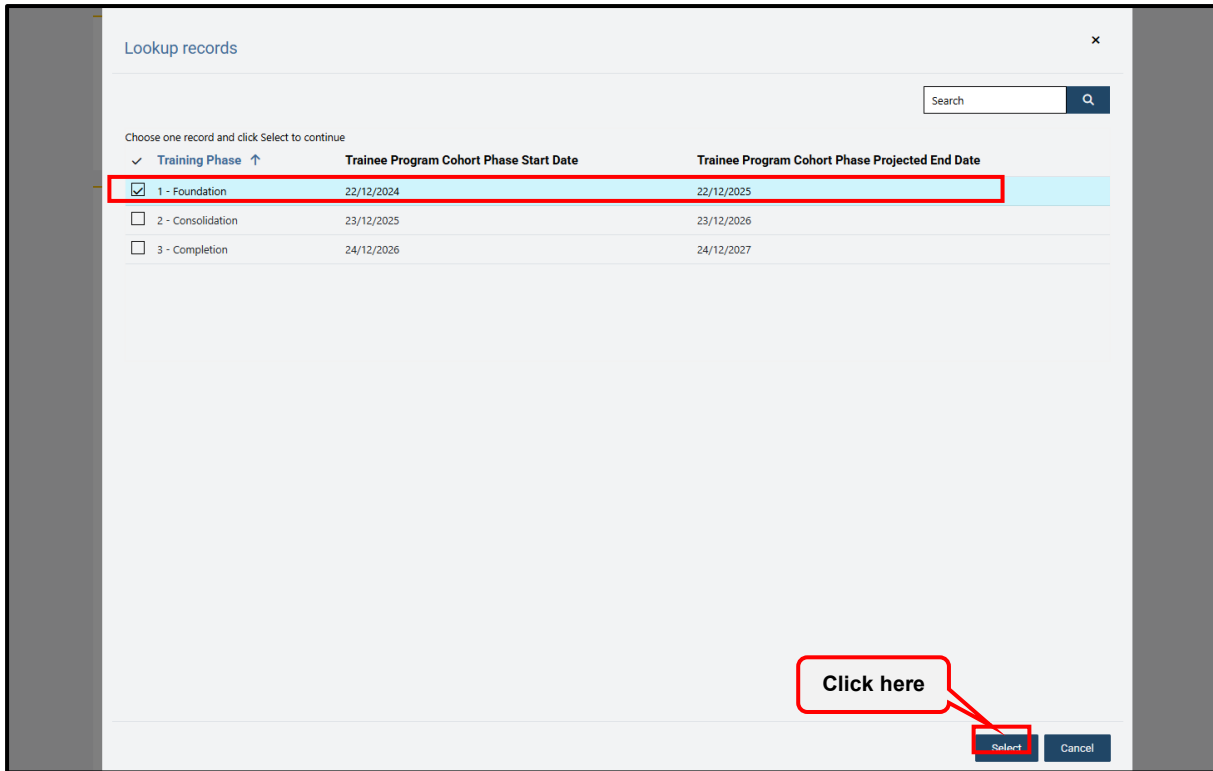 Lookup records
×
Search
Choose one record and click Select to continue
Training Phase ↑ Trainee Program Cohort Phase Start Date Trainee Program Cohort Phase Projected End Date
1 - Foundation 22/12/2024 22/12/2025
2 - Consolidation 23/12/2025 23/12/2026
3 - Completion 24/12/2026 24/12/2027
Click here
Select Cancel